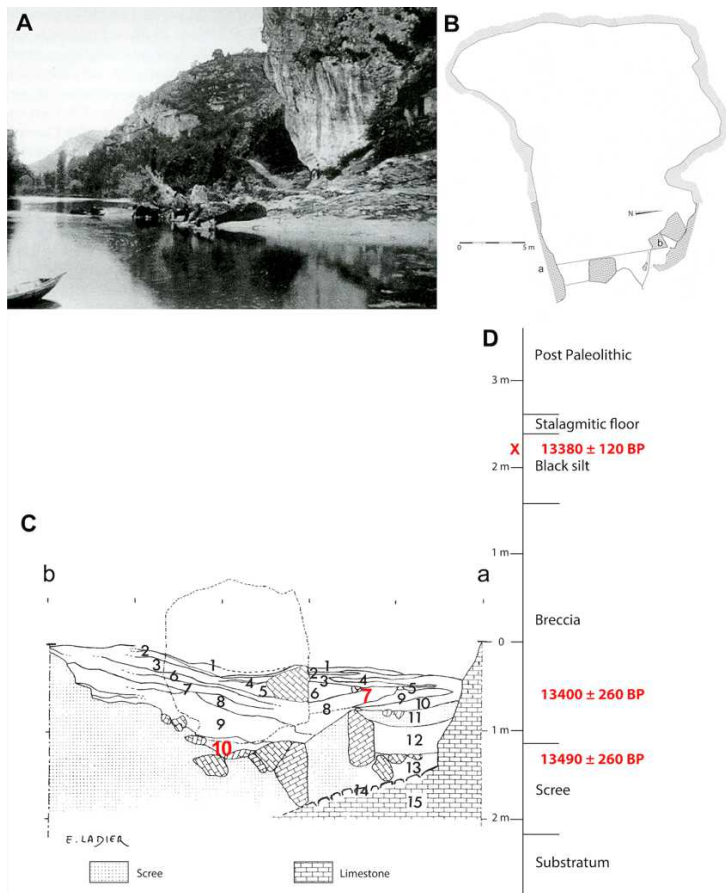 A
B
N
0
5 m
a
b
D
Post Paleolithic
3 m
Stalagmitic floor
X 13380 ± 120 BP
2 m
Black silt
C
1 m
b
a
Breccia
0
2 1 1
3 2
6 4 3 4
7 5 6 7 5
8 8 9 10
9 11
10 12
13
14
15
13400 ± 260 BP
1 m
13490 ± 260 BP
Scree
2 m
E. LADIER
Scree
Limestone
Substratum